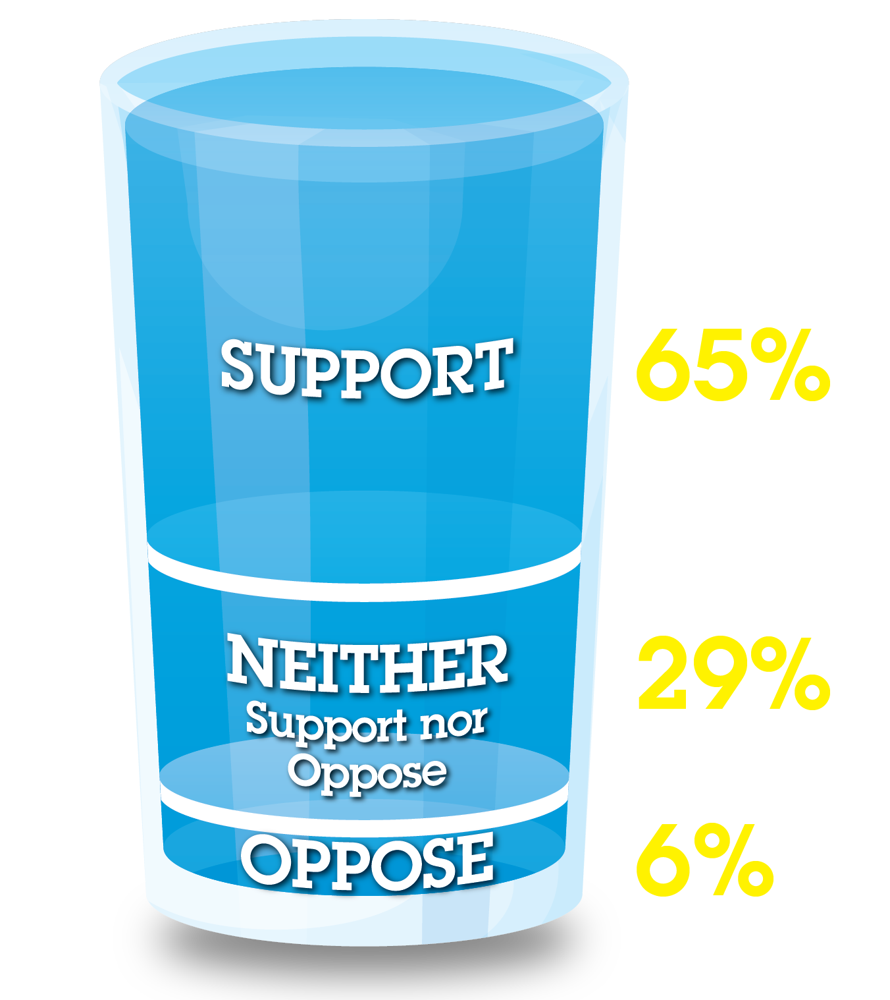 SUPPORT
65%
NEITHER
Support nor
Oppose
29%
OPPOSE
6%